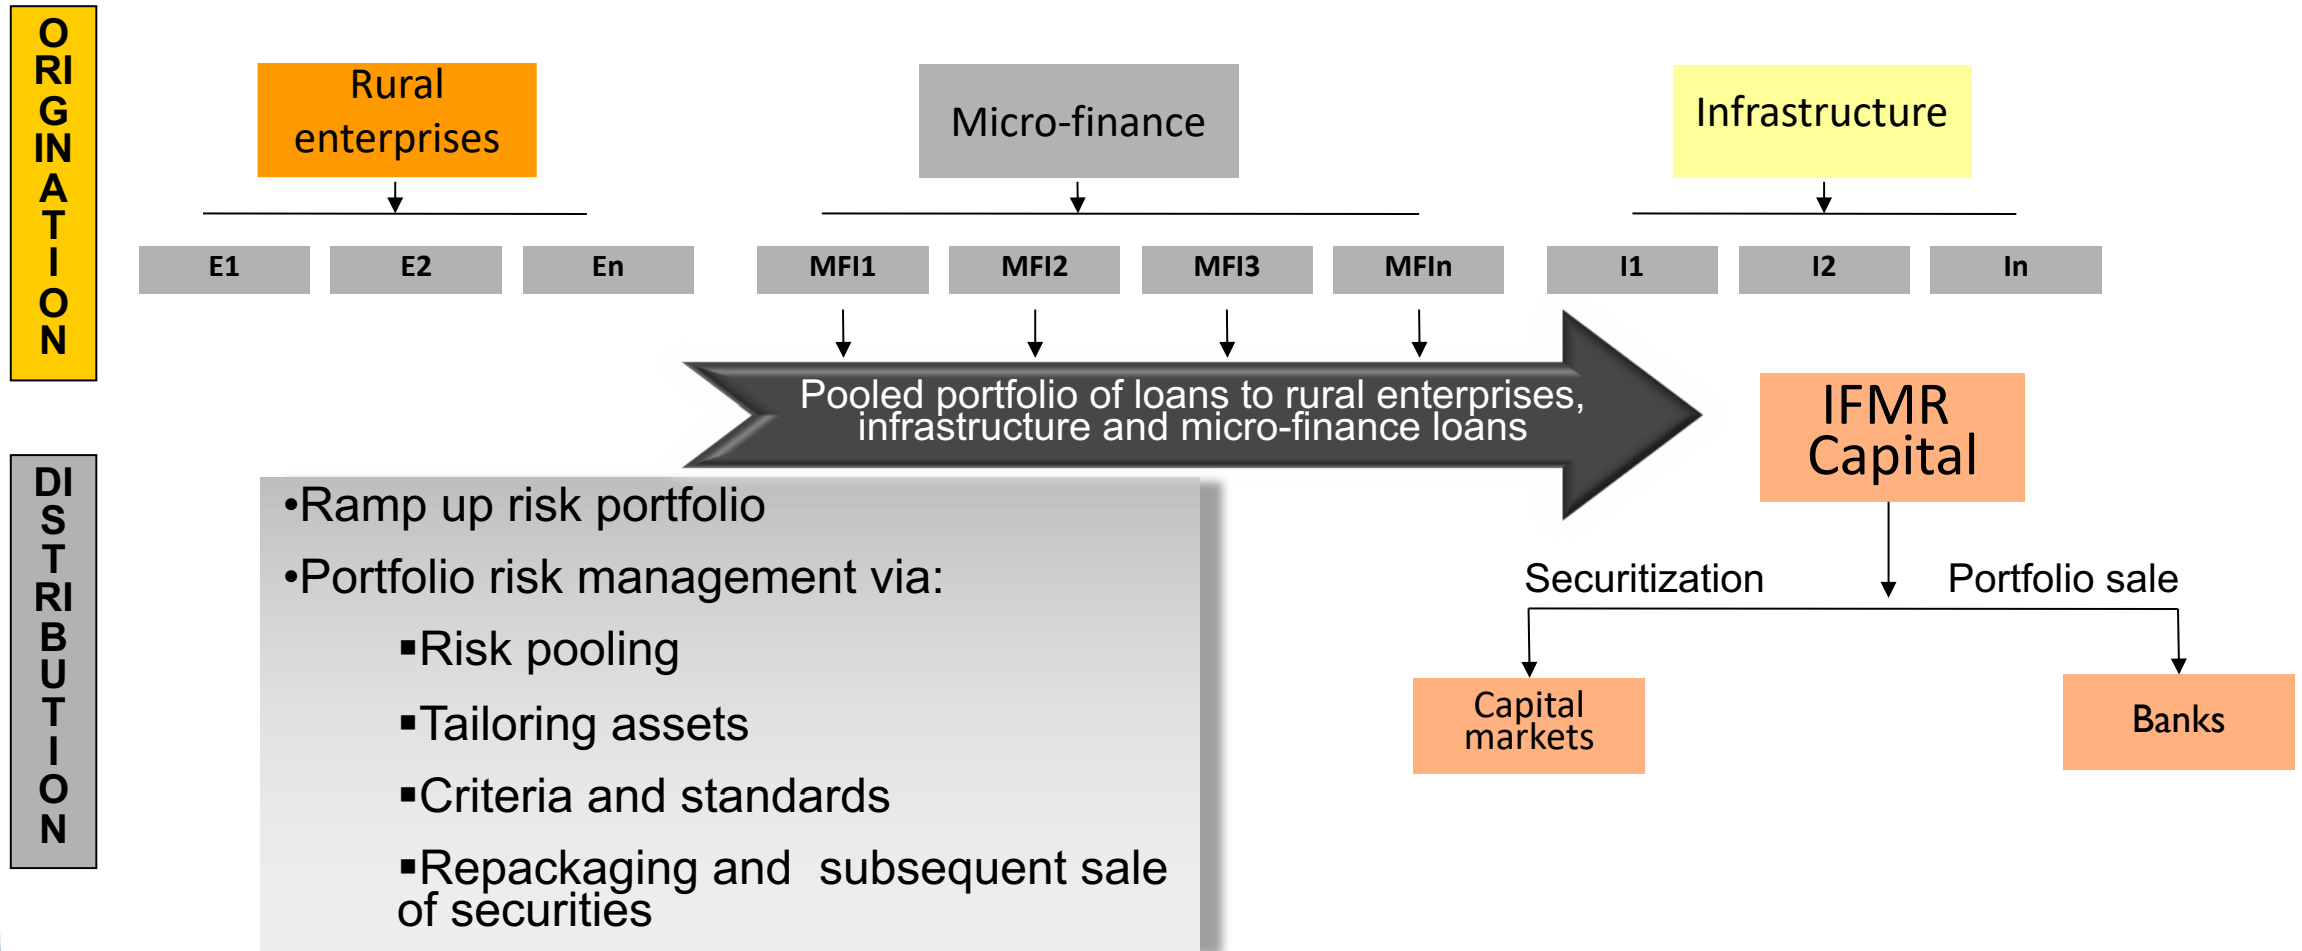 ORIGINATION
Rural
enterprises
Micro-finance
Infrastructure
E1
E2
En
MFI1
MFI2
MFI3
MFIn
I1
I2
In
Pooled portfolio of loans to rural enterprises,
infrastructure and micro-finance loans
IFMR
Capital
DISTRIBUTION
•Ramp up risk portfolio
•Portfolio risk management via:
▪Risk pooling
▪Tailoring assets
▪Criteria and standards
▪Repackaging and subsequent sale
of securities
Securitization
Portfolio sale
Capital
markets
Banks